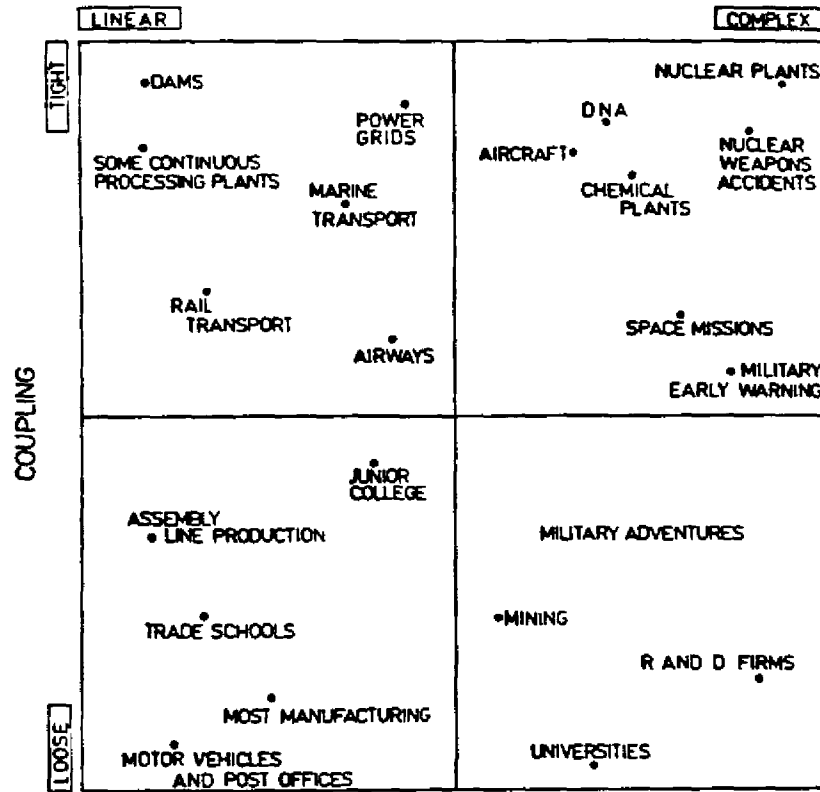 LINEAR
COMPLEX
TIGHT
DAMS
POWER
GRIDS
SOME CONTINUOUS
PROCESSING PLANTS
MARINE
TRANSPORT
RAIL
TRANSPORT
AIRWAYS
NUCLEAR PLANTS
DNA
AIRCRAFT
NUCLEAR
WEAPONS
ACCIDENTS
CHEMICAL
PLANTS
SPACE MISSIONS
MILITARY
EARLY WARNING
COUPLING
JUNIOR
COLLEGE
ASSEMBLY
LINE PRODUCTION
TRADE SCHOOLS
MOST MANUFACTURING
MOTOR VEHICLES
AND POST OFFICES
MILITARY ADVENTURES
MINING
R AND D FIRMS
UNIVERSITIES
LOOSE